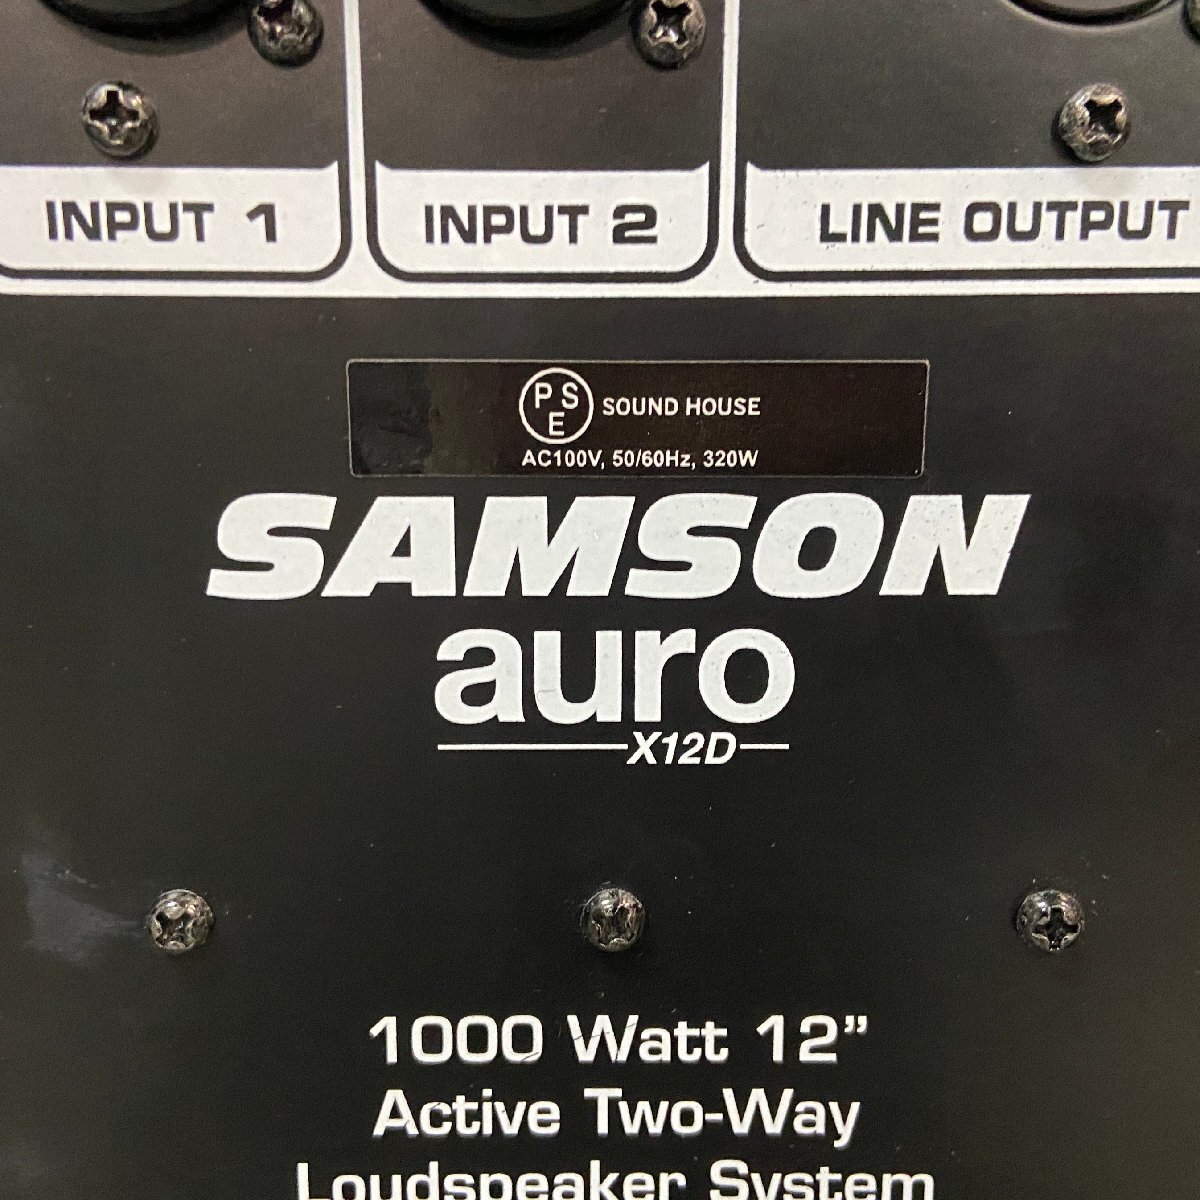 INPUT 1 INPUT 2 LINE OUTPUT
PSE SOUND HOUSE
AC100V, 50/60Hz, 320W
SAMSON
auro
X12D
1000 Watt 12”
Active Two-Way
Loudspeaker System